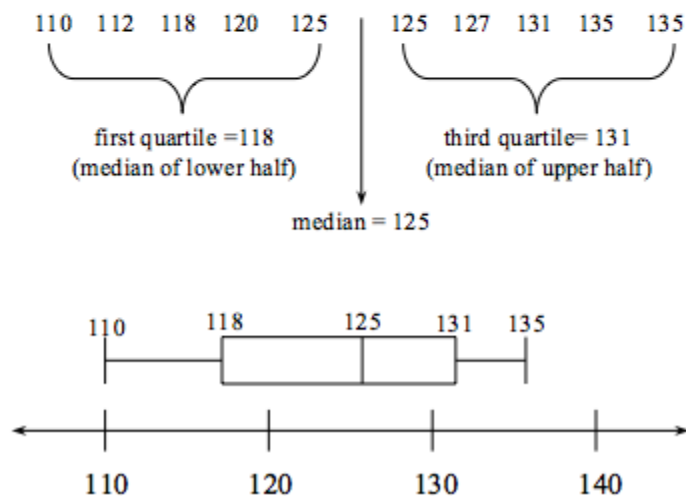 110 112 118 120 125 125 127 131 135 135
first quartile =118
(median of lower half)
third quartile= 131
(median of upper half)
median = 125
110 118 125 131 135
110 120 130 140